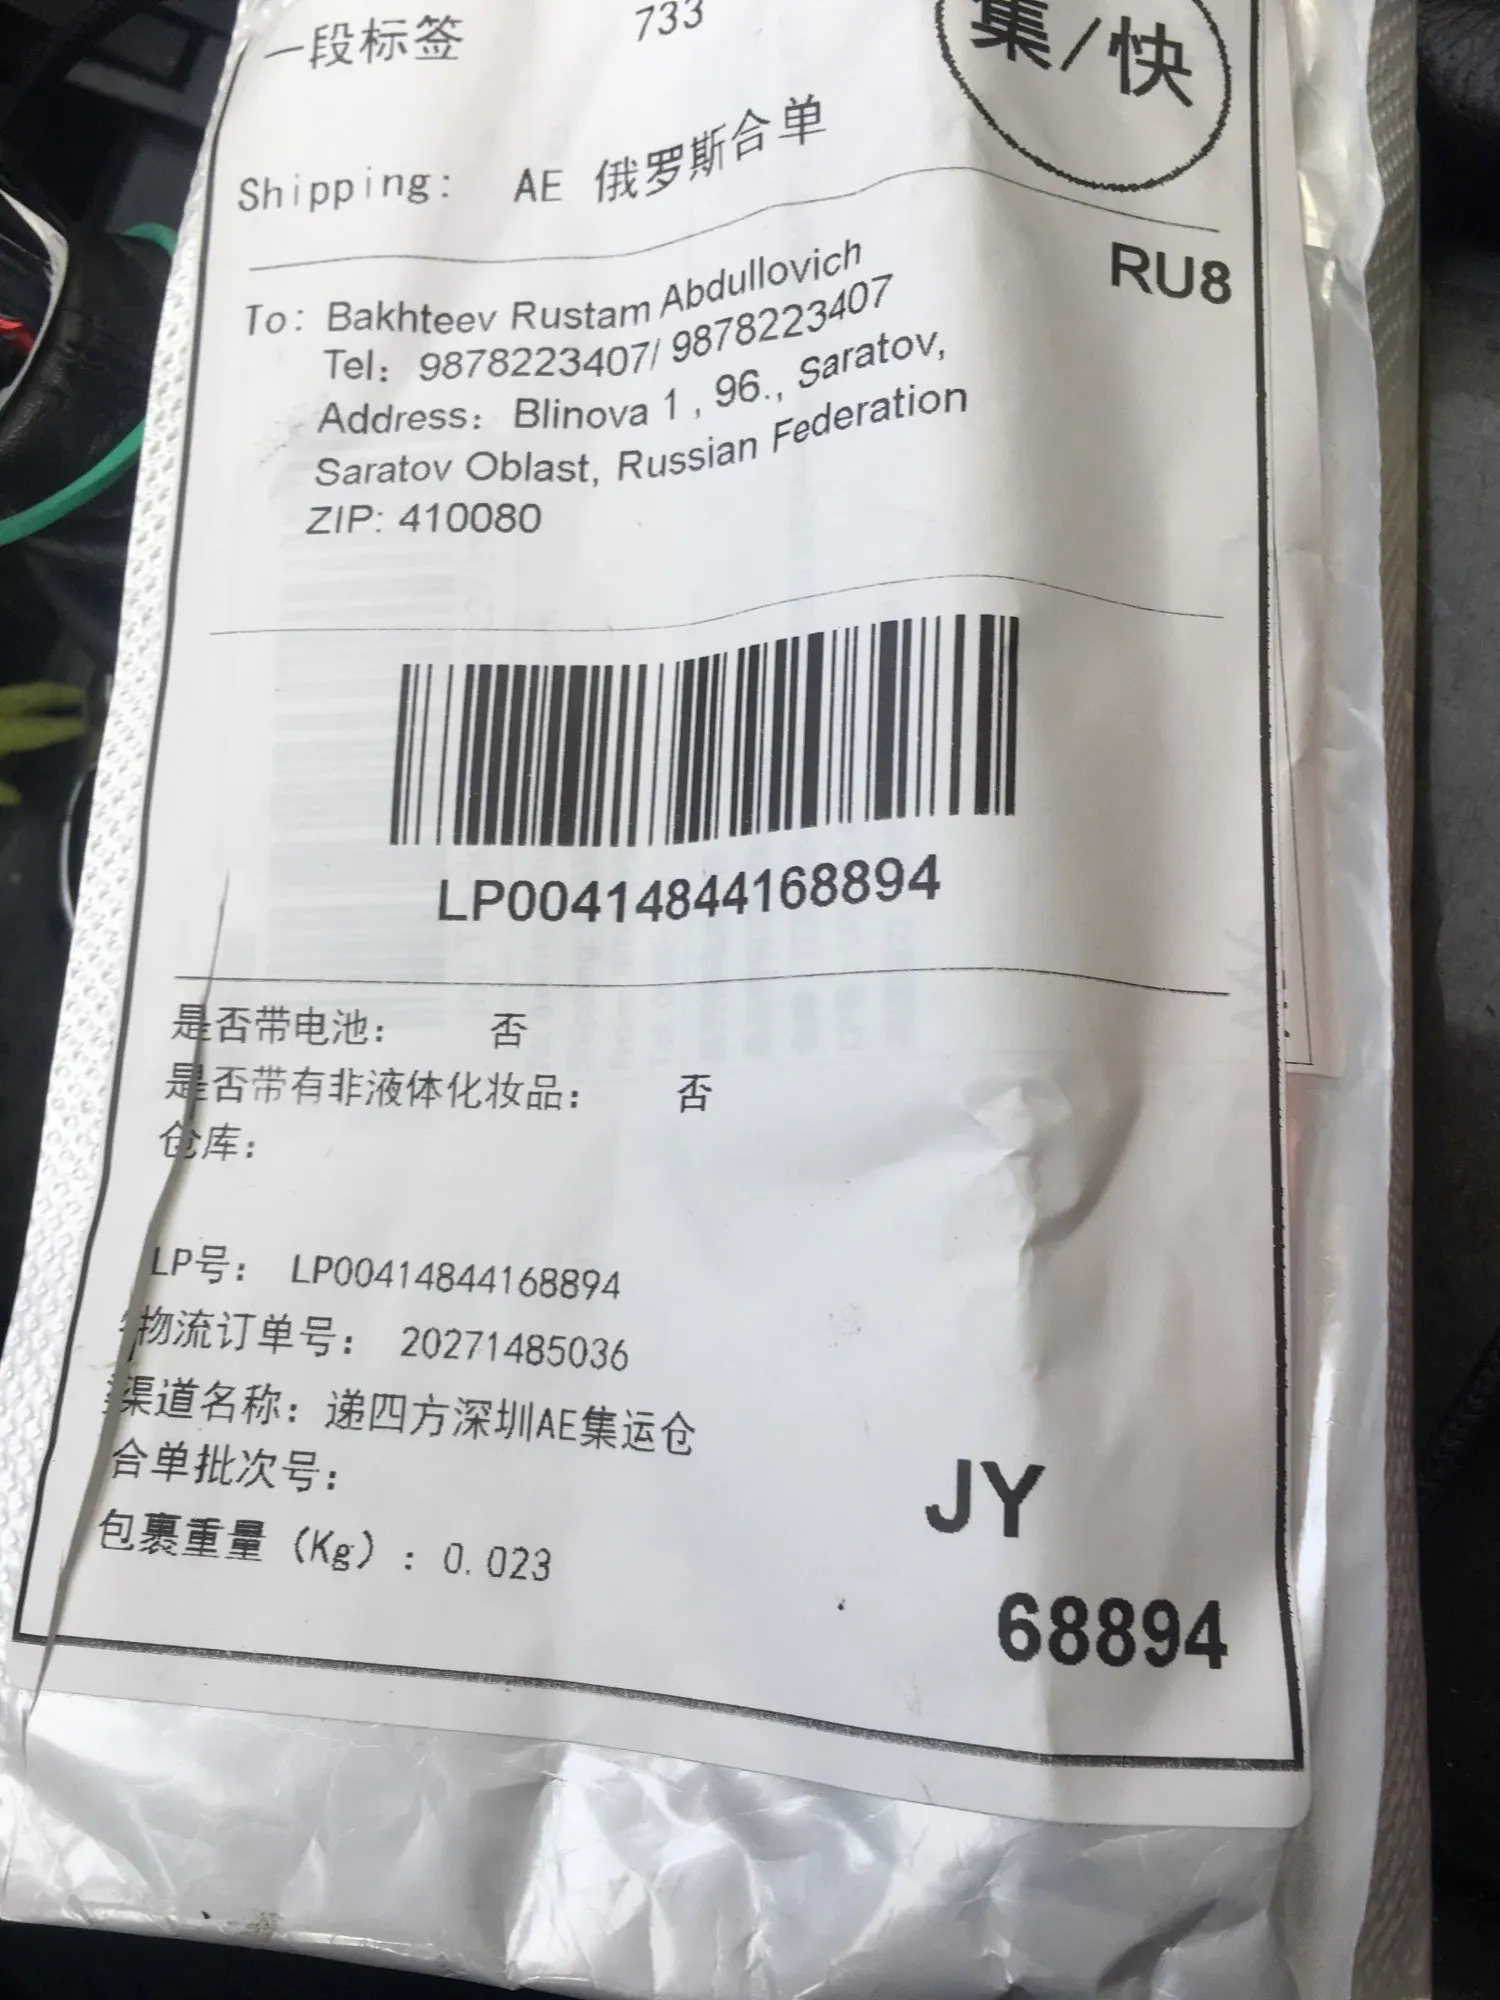 一段标签
733
集/快
Shipping: AE 俄罗斯合单
RU8
To: Bakhteev Rustam Abdullovich
Tel: 9878223407/ 9878223407
Address: Blinova 1 , 96., Saratov,
Saratov Oblast, Russian Federation
ZIP: 410080
LP00414844168894
是否带电池: 否
是否带有非液体化妆品: 否
仓库:
LP号: LP00414844168894
物流订单号: 20271485036
渠道名称: 递四方深圳AE集运仓
合单批次号:
包裹重量 (Kg) : 0.023
JY
68894